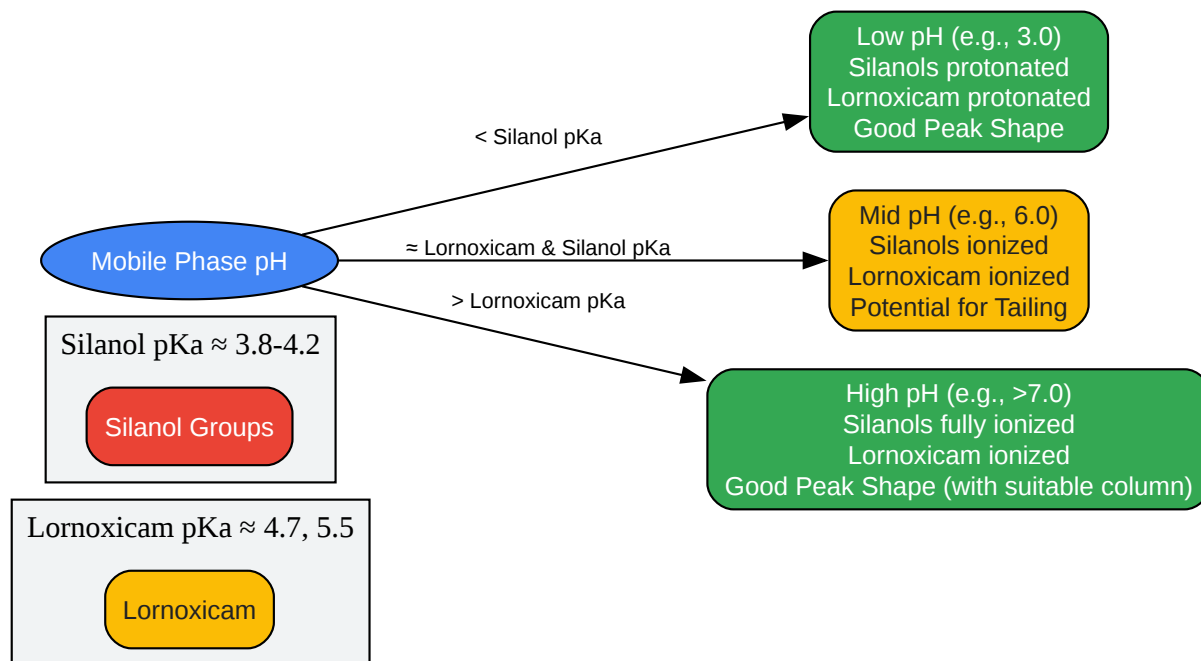 Low pH (e.g., 3.0)
Silanols protonated
Lornoxicam protonated
Good Peak Shape
< Silanol pKa
Mid pH (e.g., 6.0)
Silanols ionized
Lornoxicam ionized
Potential for Tailing
≈ Lornoxicam & Silanol pKa
Mobile Phase pH
> Lornoxicam pKa
Silanol pKa ≈ 3.8-4.2
Silanol Groups
High pH (e.g., >7.0)
Silanols fully ionized
Lornoxicam ionized
Good Peak Shape (with suitable column)
Lornoxicam pKa ≈ 4.7, 5.5
Lornoxicam